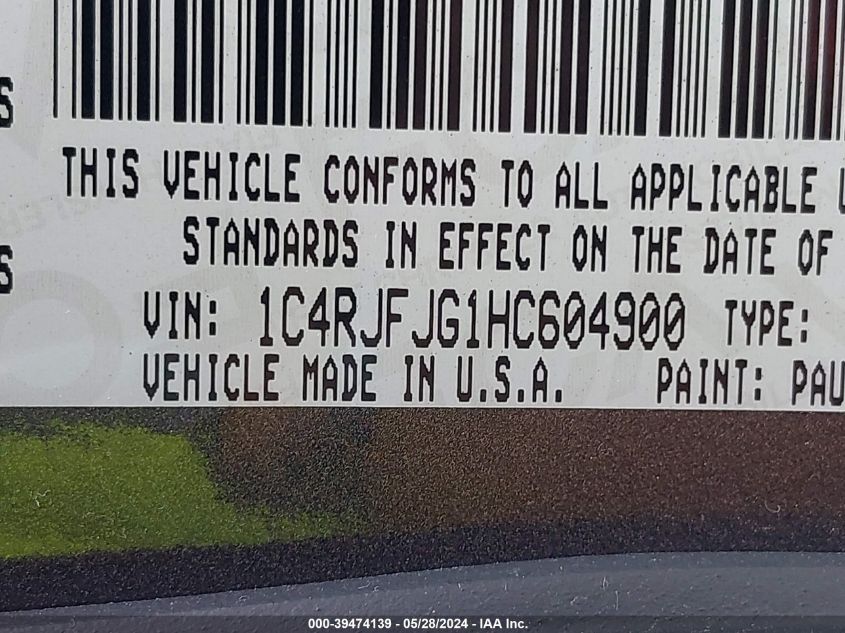 S
THIS VEHICLE CONFORMS TO ALL APPLICABLE U
STANDARDS IN EFFECT ON THE DATE OF
S
VIN: 1C4RJFJG1HC604900 TYPE:
VEHICLE MADE IN U.S.A. PAINT: PAU
000-39474139 - 05/28/2024 - IAA Inc.